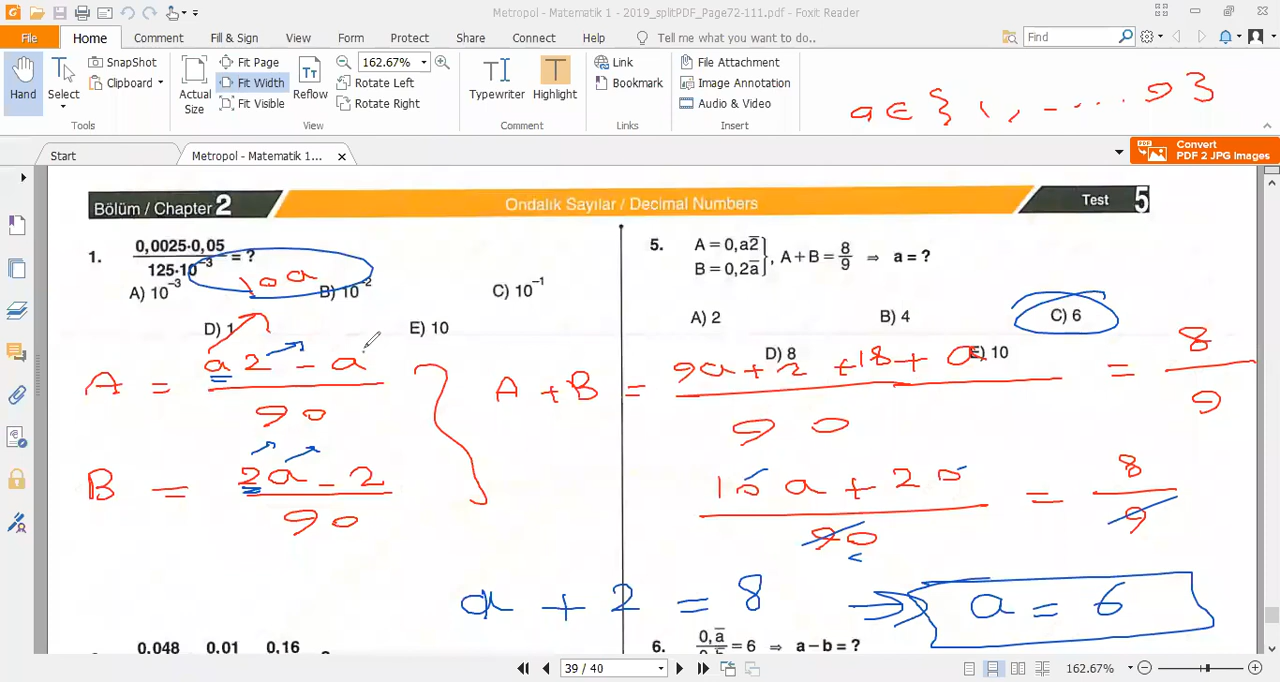 Metropol - Matematik 1 - 2019_splitPDF_Page72-111.pdf - Foxit Reader
File Home Comment Fill & Sign View Form Protect Share Connect Help Tell me what you want to do.. Find
Hand
Select
SnapShot
Clipboard
Tools
Actual Size
Fit Page
Fit Width
Fit Visible
Reflow
162.67%
Rotate Left
Rotate Right
View
Typewriter
Highlight
Comment
Link
Bookmark
Links
File Attachment
Image Annotation
Audio & Video
Insert
a ∈ { 1, ..... 9 }
Start
Metropol - Matematik 1...
Convert
PDF 2 JPG Images
Bölüm / Chapter 2
Ondalık Sayılar / Decimal Numbers
Test 5
1. 0,0025·0,05 / 125·10⁻³ = ?
10a
A) 10⁻³ B) 10⁻² C) 10⁻¹
D) 1 E) 10
A = a2 - a / 90
B = 2a - 2 / 90
5. A = 0,a2̅
B = 0,2a̅ }, A + B = 8/9 ⇒ a = ?
A) 2 B) 4 C) 6
D) 8 E) 10
A + B = 9a + 2 + 18 + a / 90 = 8/9
10a + 20 / 90 = 8/9
a + 2 = 8 ⇒ a = 6
0,048 0,01 0,16
6. 0,a̅ / 0,b̅ = 6 ⇒ a – b = ?
39 / 40
162.67%